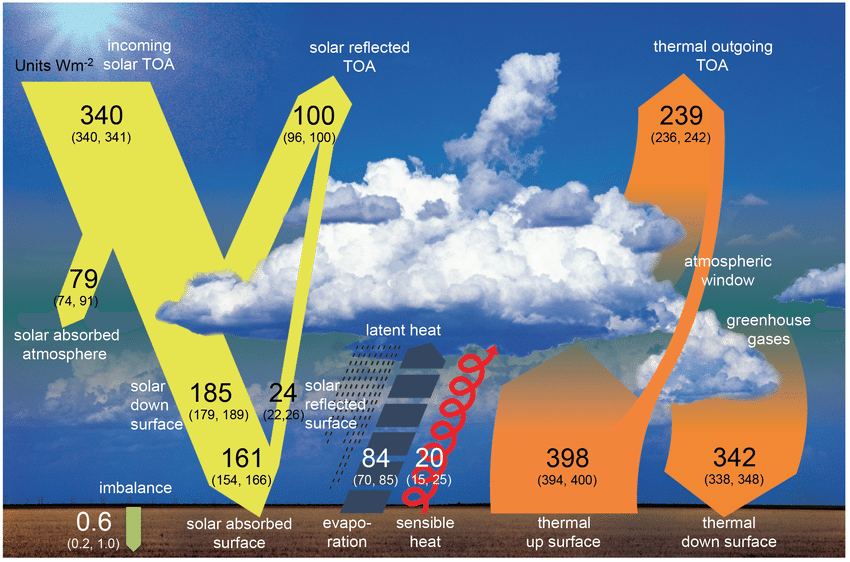 incoming
solar TOA
Units Wm-2
solar reflected
TOA
thermal outgoing
TOA
340
(340, 341)
100
(96, 100)
239
(236, 242)
79
(74, 91)
solar absorbed
atmosphere
atmospheric
window
greenhouse
gases
latent heat
solar
down
surface
185
(179, 189)
24
(22,26)
solar
reflected
surface
161
(154, 166)
84
(70, 85)
20
(15, 25)
398
(394, 400)
342
(338, 348)
imbalance
0.6
(0.2, 1.0)
solar absorbed
surface
evapo-
ration
sensible
heat
thermal
up surface
thermal
down surface